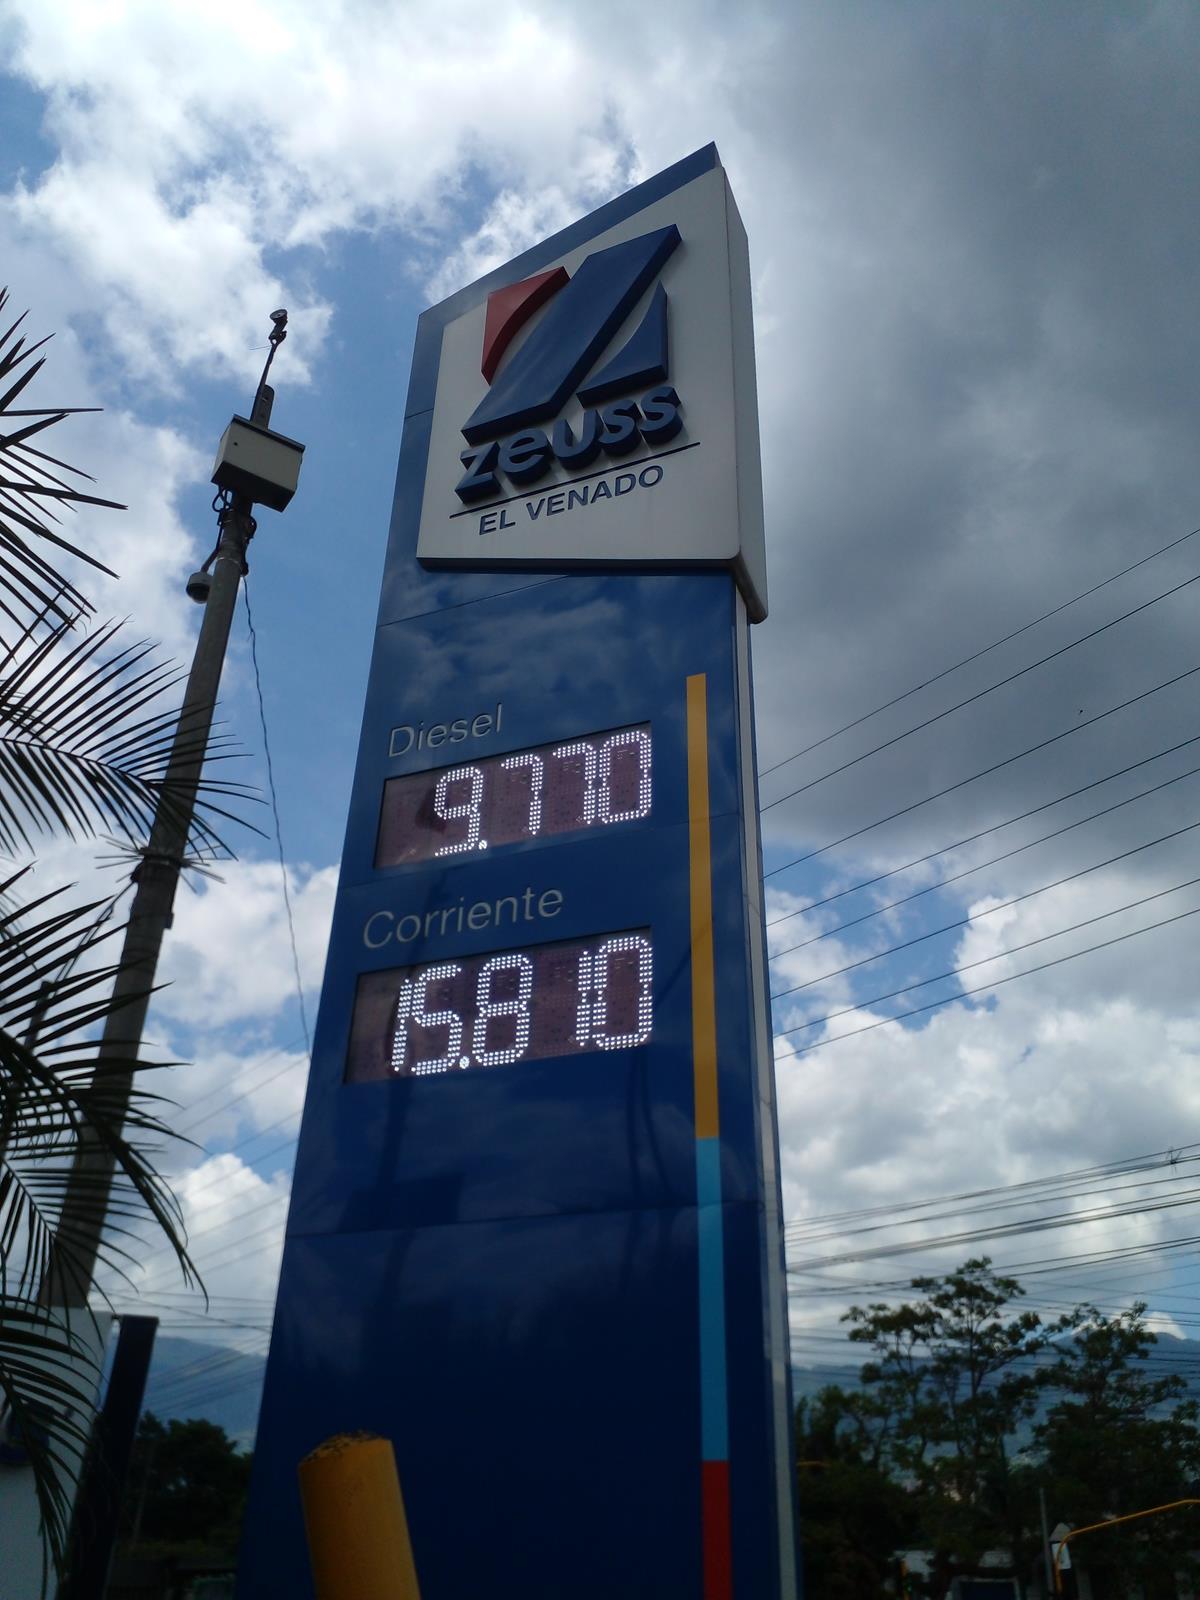 zeuss
EL VENADO
Diesel
9.770
Corriente
15.810